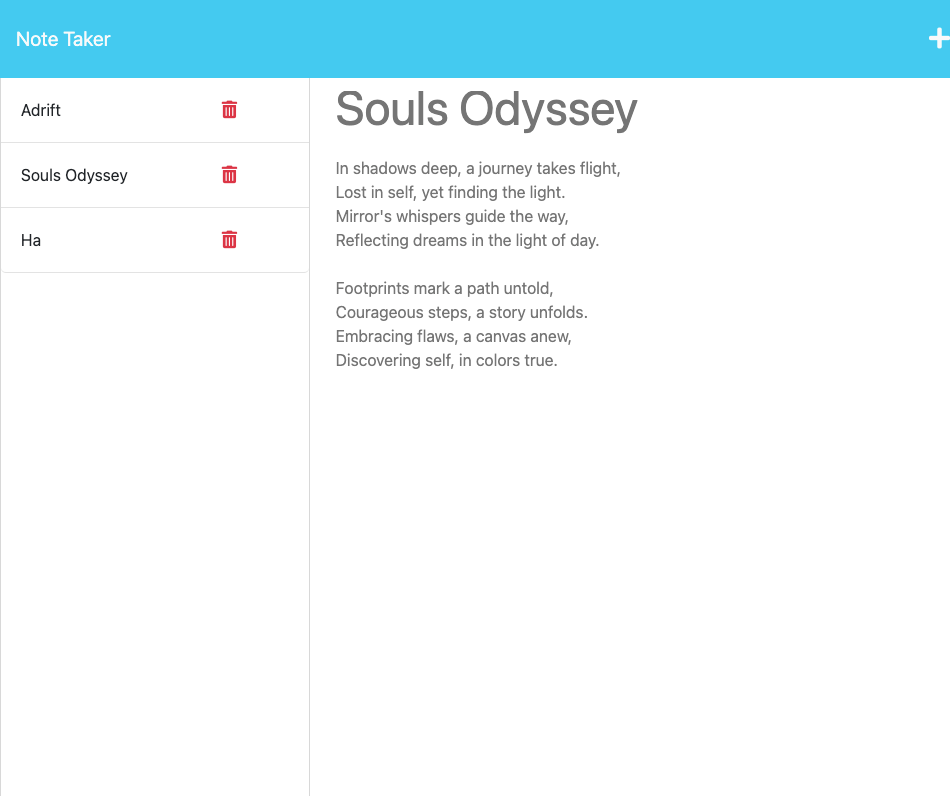 Note Taker
Adrift
Souls Odyssey
Ha
Souls Odyssey
In shadows deep, a journey takes flight,
Lost in self, yet finding the light.
Mirror's whispers guide the way,
Reflecting dreams in the light of day.
Footprints mark a path untold,
Courageous steps, a story unfolds.
Embracing flaws, a canvas anew,
Discovering self, in colors true.